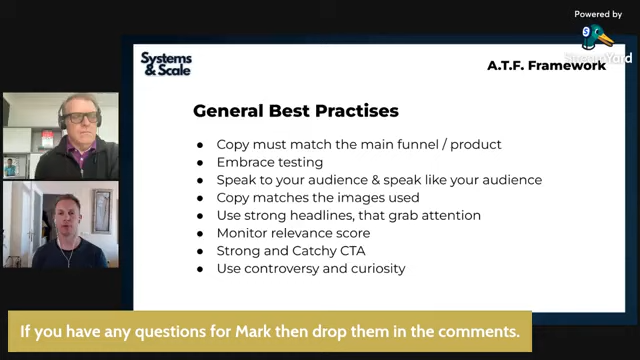 Powered by
StreamYard
Systems
& Scale
A.T.F. Framework
General Best Practises
● Copy must match the main funnel / product
● Embrace testing
● Speak to your audience & speak like your audience
● Copy matches the images used
● Use strong headlines, that grab attention
● Monitor relevance score
● Strong and Catchy CTA
● Use controversy and curiosity
If you have any questions for Mark then drop them in the comments.